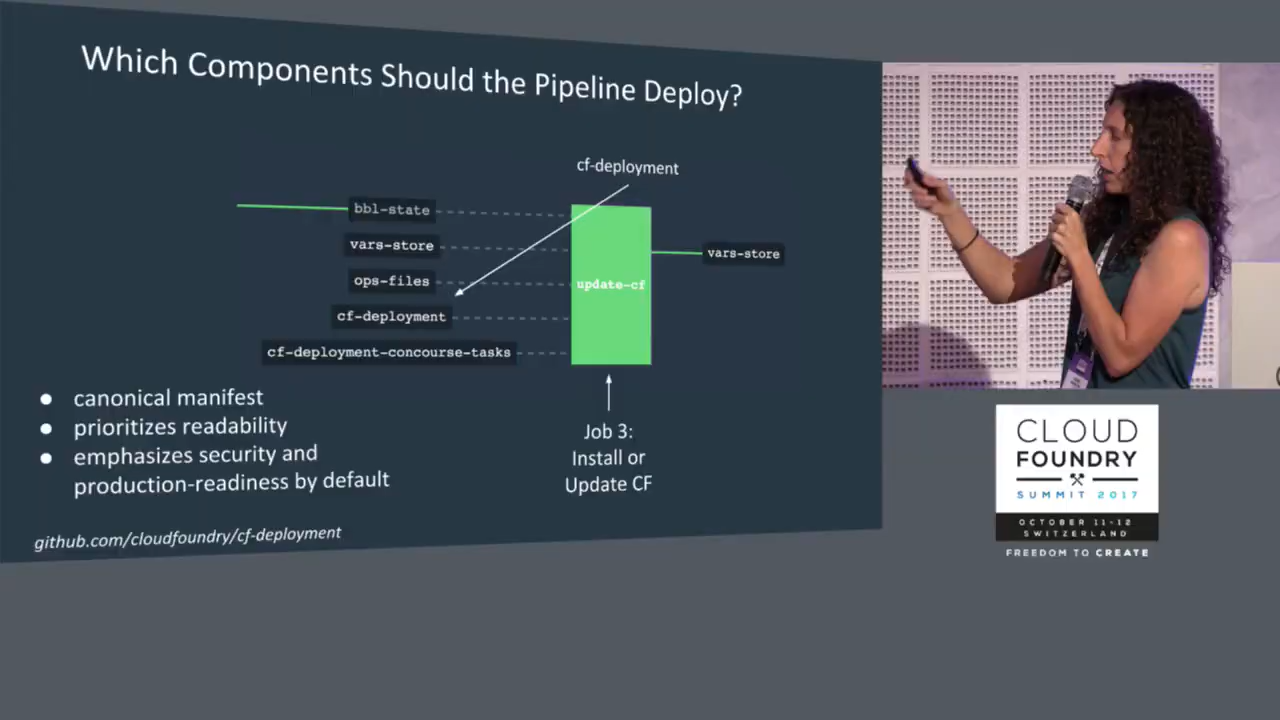 Which Components Should the Pipeline Deploy?
cf-deployment
bbl-state
vars-store
ops-files
cf-deployment
cf-deployment-concourse-tasks
update-cf
vars-store
Job 3:
Install or
Update CF
● canonical manifest
● prioritizes readability
● emphasizes security and
production-readiness by default
github.com/cloudfoundry/cf-deployment
CLOUD
FOUNDRY
SUMMIT 2017
OCTOBER 11-12
SWITZERLAND
FREEDOM TO CREATE